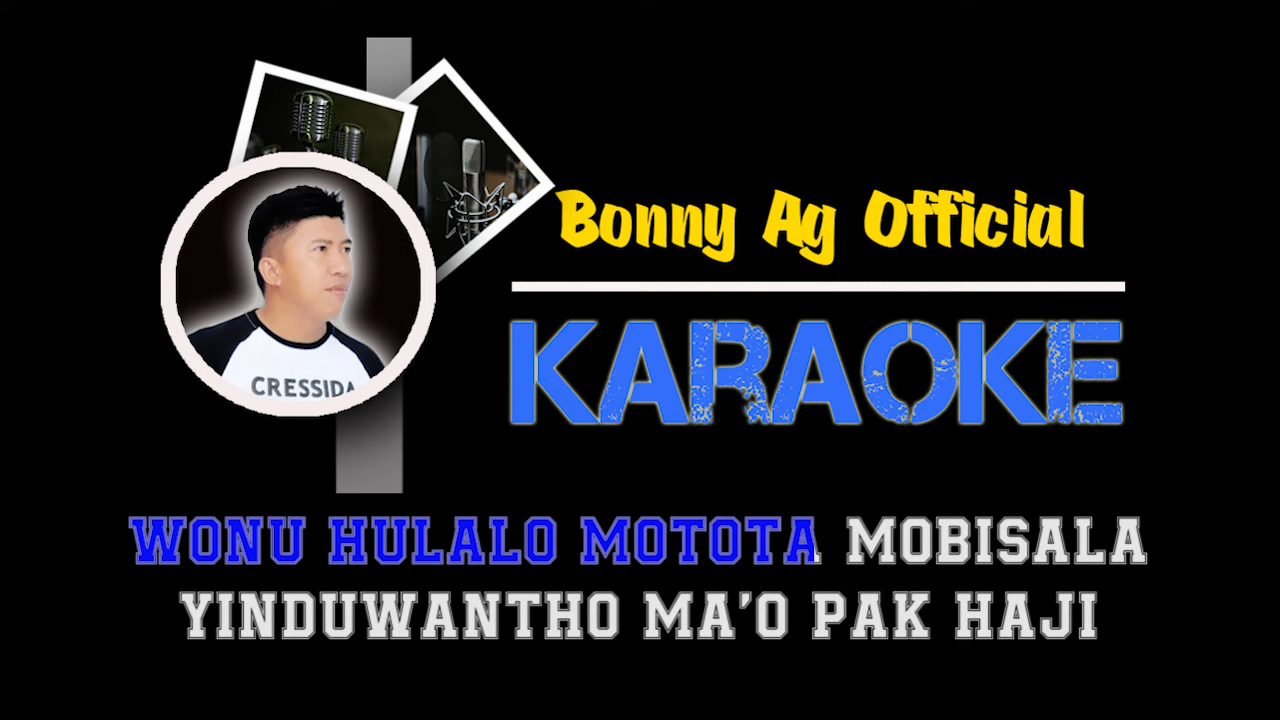 Bonny Ag Official
KARAOKE
CRESSIDA
WONU HULALO MOTOTA MOBISALA
YINDUWANTHO MA'O PAK HAJI